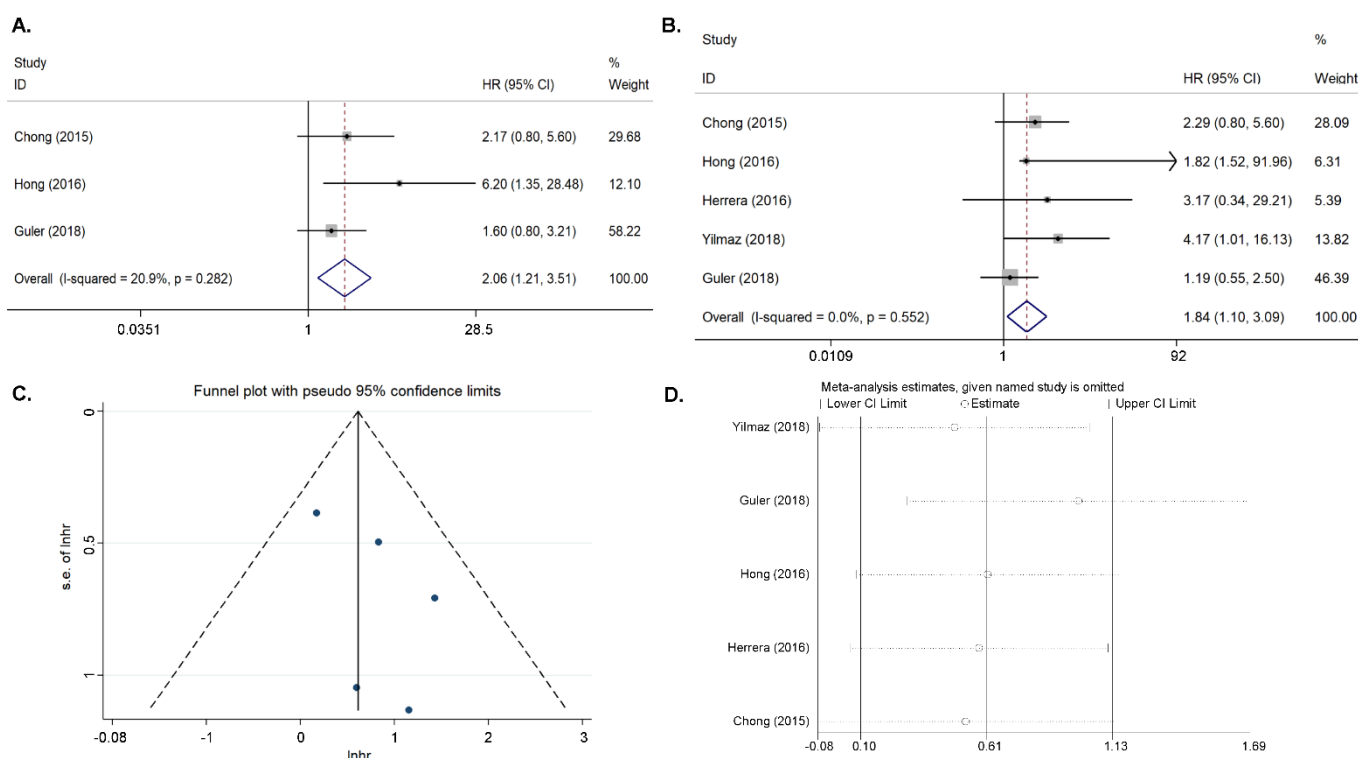 A.
Study %
ID HR (95% CI) Weight
Chong (2015) 2.17 (0.80, 5.60) 29.68
Hong (2016) 6.20 (1.35, 28.48) 12.10
Guler (2018) 1.60 (0.80, 3.21) 58.22
Overall (I-squared = 20.9%, p = 0.282) 2.06 (1.21, 3.51) 100.00
0.0351 1 28.5
B.
Study %
ID HR (95% CI) Weight
Chong (2015) 2.29 (0.80, 5.60) 28.09
Hong (2016) 1.82 (1.52, 91.96) 6.31
Herrera (2016) 3.17 (0.34, 29.21) 5.39
Yilmaz (2018) 4.17 (1.01, 16.13) 13.82
Guler (2018) 1.19 (0.55, 2.50) 46.39
Overall (I-squared = 0.0%, p = 0.552) 1.84 (1.10, 3.09) 100.00
0.0109 1 92
C.
Funnel plot with pseudo 95% confidence limits
0
0.5
1
s.e. of lnhr
-0.08 -1 0 1 2 3
lnhr
D.
Meta-analysis estimates, given named study is omitted
Lower CI Limit Estimate Upper CI Limit
Yilmaz (2018)
Guler (2018)
Hong (2016)
Herrera (2016)
Chong (2015)
-0.08 0.10 0.61 1.13 1.69